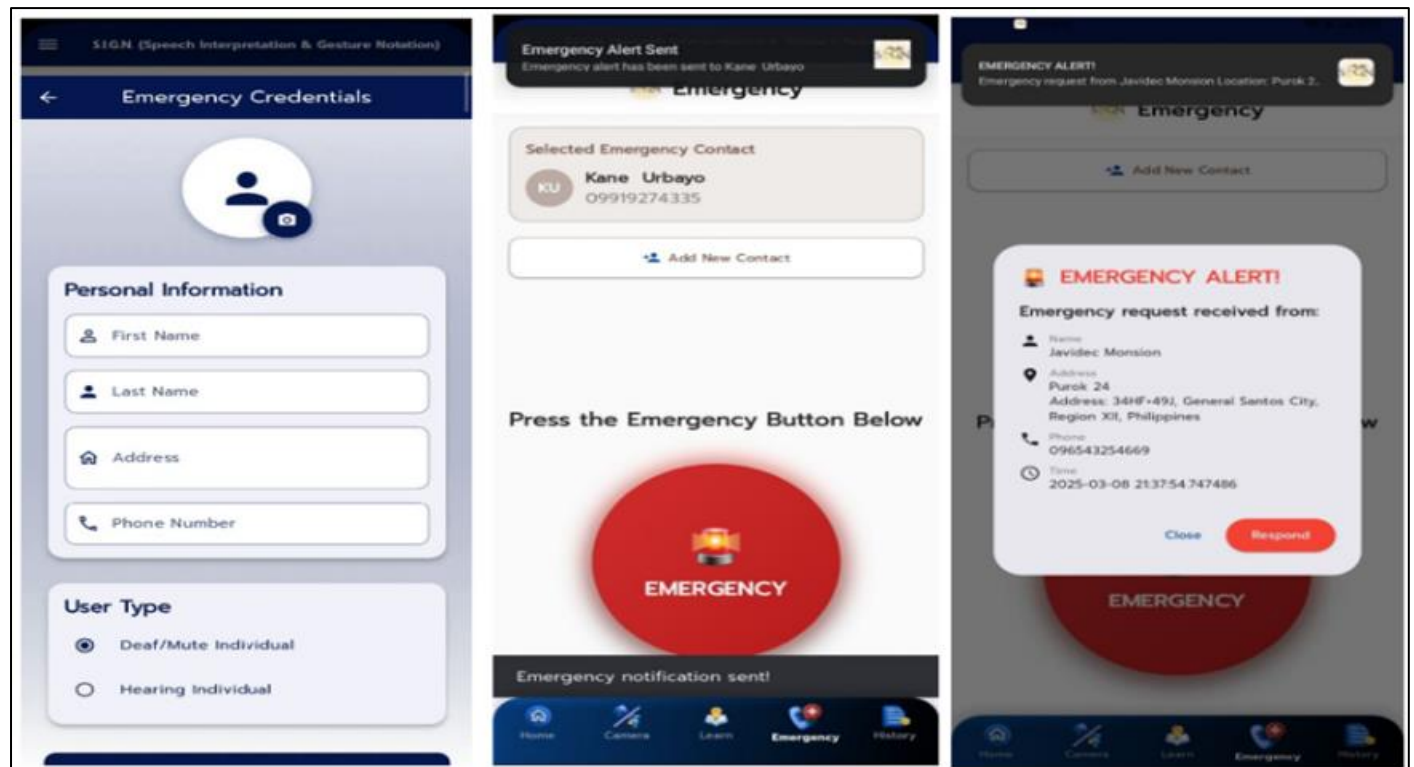 S.I.G.N. (Speech Interpretation & Gesture Notation)
Emergency Credentials
Personal Information
First Name
Last Name
Address
Phone Number
User Type
Deaf/Mute Individual
Hearing Individual
Emergency Alert Sent
Emergency alert has been sent to Kane Urbayo
Emergency
Selected Emergency Contact
KU
Kane Urbayo
09919274335
Add New Contact
Press the Emergency Button Below
EMERGENCY
Emergency notification sent!
Home
Camera
Learn
Emergency
History
EMERGENCY ALERT!
Emergency request from Javidec Monsion Location: Purok 2..
Emergency
Add New Contact
EMERGENCY ALERT!
Emergency request received from:
Name
Javidec Monsion
Address
Purok 24
Address: 34HF+49J, General Santos City,
Region XII, Philippines
P
w
Phone
096543254669
Time
2025-03-08 21:37:54.747486
Close
Respond
EMERGENCY
Home
Camera
Learn
Emergency
History